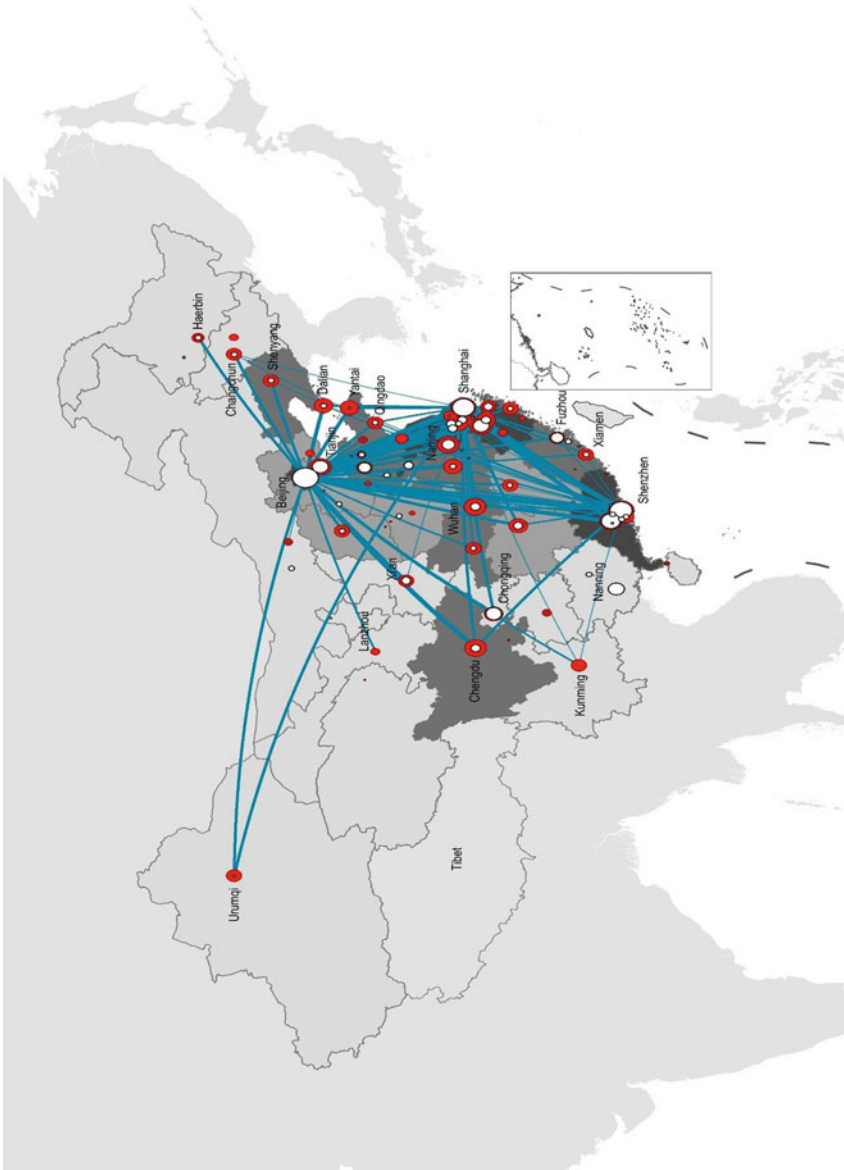 Haerbin
Changchun
Shenyang
Dalian
Yantai
Qingdao
Tianjin
Beijing
Urumqi
Lanzhou
Xi'an
Nanjing
Shanghai
Wuhan
Chongqing
Chengdu
Tibet
Fuzhou
Xiamen
Shenzhen
Nanning
Kunming